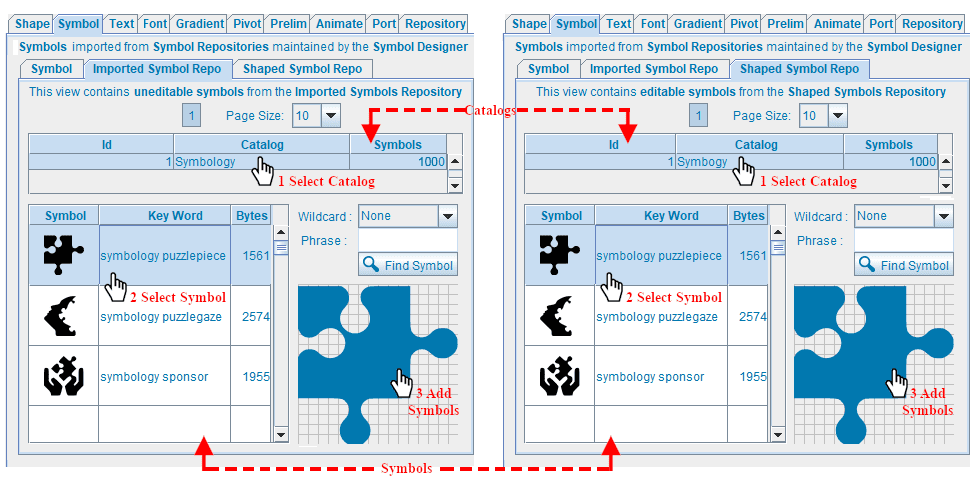 Shape Symbol Text Font Gradient Pivot Prelim Animate Port Repository
Symbols imported from Symbol Repositories maintained by the Symbol Designer
Symbol Imported Symbol Repo Shaped Symbol Repo
This view contains uneditable symbols from the Imported Symbols Repository
1 Page Size: 10
Catalogs
Id Catalog Symbols
1 Symbology 1000
1 Select Catalog
Symbol Key Word Bytes
Wildcard : None
Phrase :
symbology puzzlepiece 1561
Find Symbol
2 Select Symbol
symbology puzzlegaze 2574
symbology sponsor 1955
3 Add
Symbols
Symbols
Shape Symbol Text Font Gradient Pivot Prelim Animate Port Repository
Symbols imported from Symbol Repositories maintained by the Symbol Designer
Symbol Imported Symbol Repo Shaped Symbol Repo
This view contains editable symbols from the Shaped Symbols Repository
1 Page Size: 10
Id Catalog Symbols
1 Symbogy 1000
1 Select Catalog
Symbol Key Word Bytes
Wildcard : None
Phrase :
symbology puzzlepiece 1561
Find Symbol
2 Select Symbol
symbology puzzlegaze 2574
symbology sponsor 1955
3 Add
Symbols